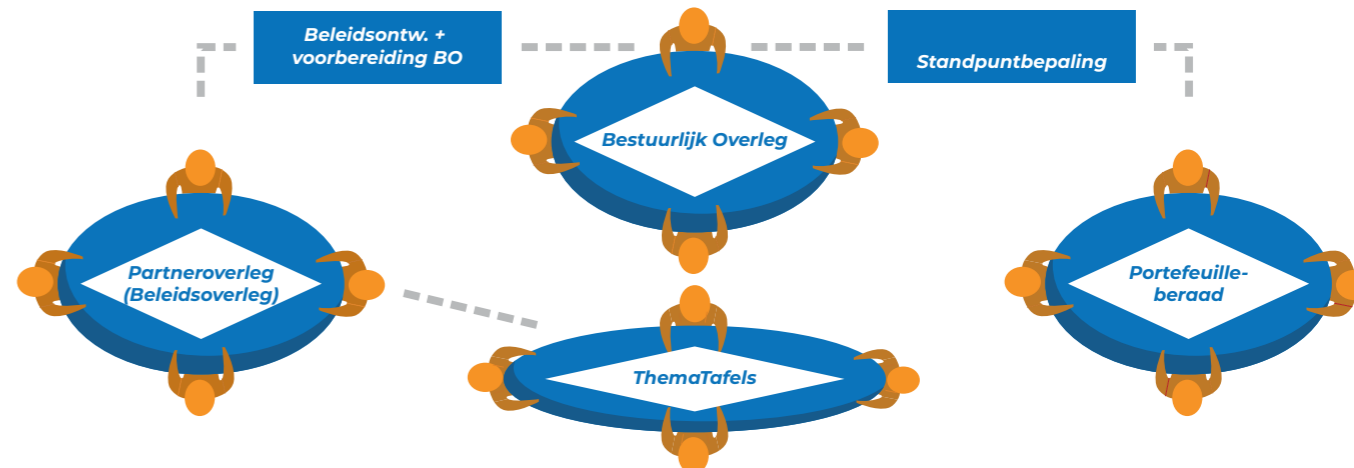 Beleidsontw. +
voorbereiding BO
Standpuntbepaling
Bestuurlijk Overleg
Partneroverleg
(Beleidsoverleg)
Portefeuille-
beraad
ThemaTafels